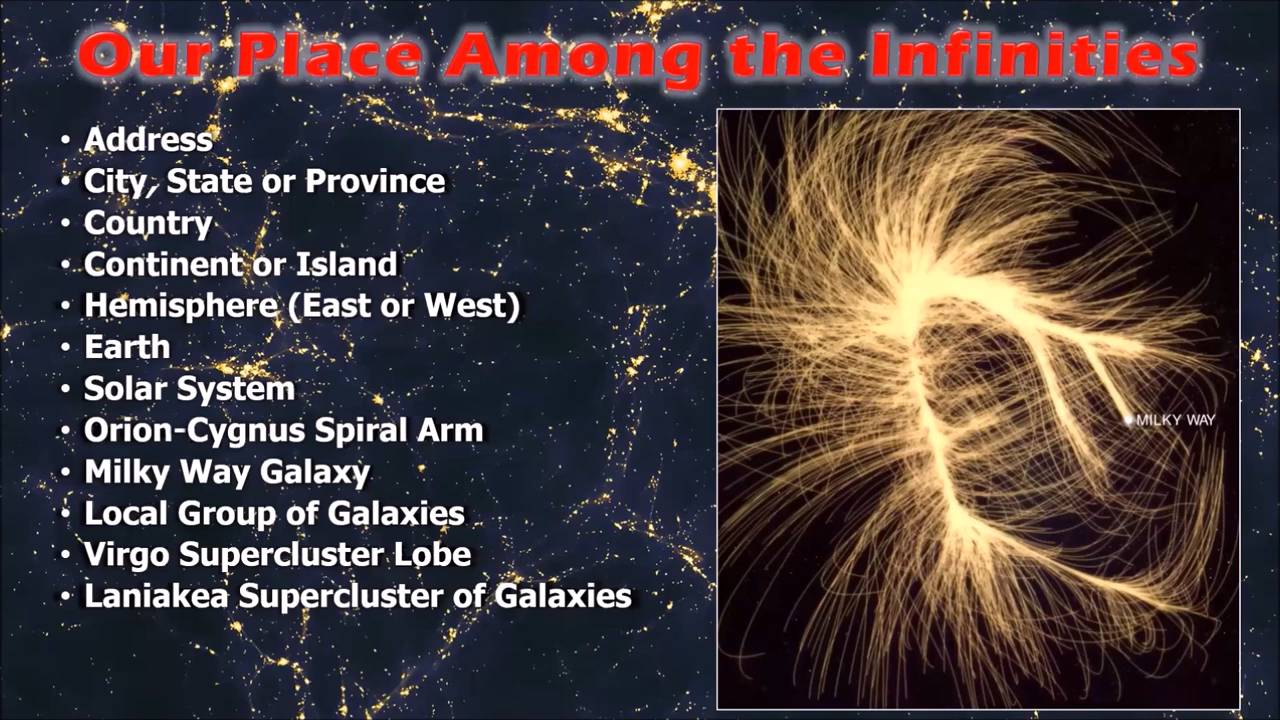 Our Place Among the Infinities
• Address
• City, State or Province
• Country
• Continent or Island
• Hemisphere (East or West)
• Earth
• Solar System
• Orion-Cygnus Spiral Arm
• Milky Way Galaxy
• Local Group of Galaxies
• Virgo Supercluster Lobe
• Laniakea Supercluster of Galaxies
MILKY WAY